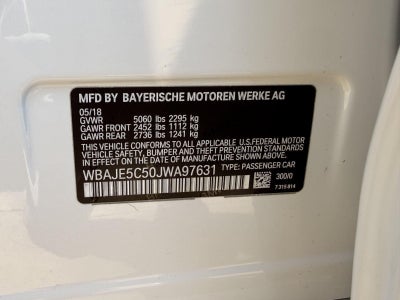 MFD BY BAYERISCHE MOTOREN WERKE AG
05/18
GVWR 5060 lbs 2295 kg
GAWR FRONT 2452 lbs 1112 kg
GAWR REAR 2736 lbs 1241 kg
THIS VEHICLE CONFORMS TO ALL APPLICABLE U.S.FEDERAL MOTOR
VEHICLE SAFETY, BUMPER, AND THEFT PREVENTION STANDARDS
IN EFFECT ON THE DATE OF MANUFACTURE SHOWN ABOVE.
WBAJE5C50JWA97631 TYPE: PASSENGER CAR
300/0
7 315 814